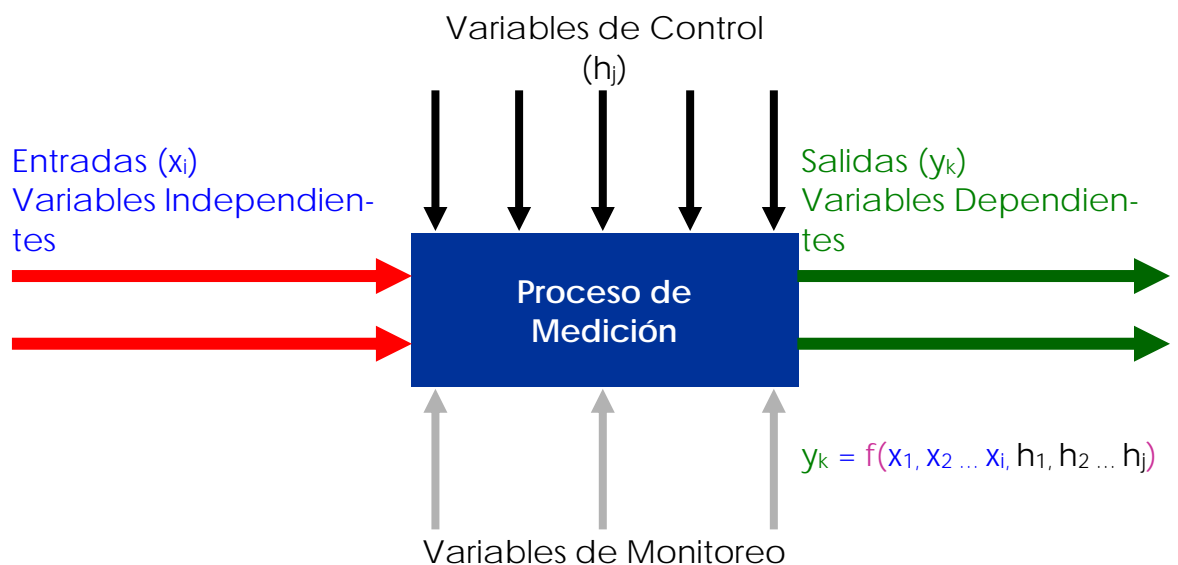 Variables de Control
(hj)
Entradas (xi)
Variables Independien-
tes
Salidas (yk)
Variables Dependien-
tes
Proceso de
Medición
yk = f(x1, x2 ... xi, h1, h2 ... hj)
Variables de Monitoreo